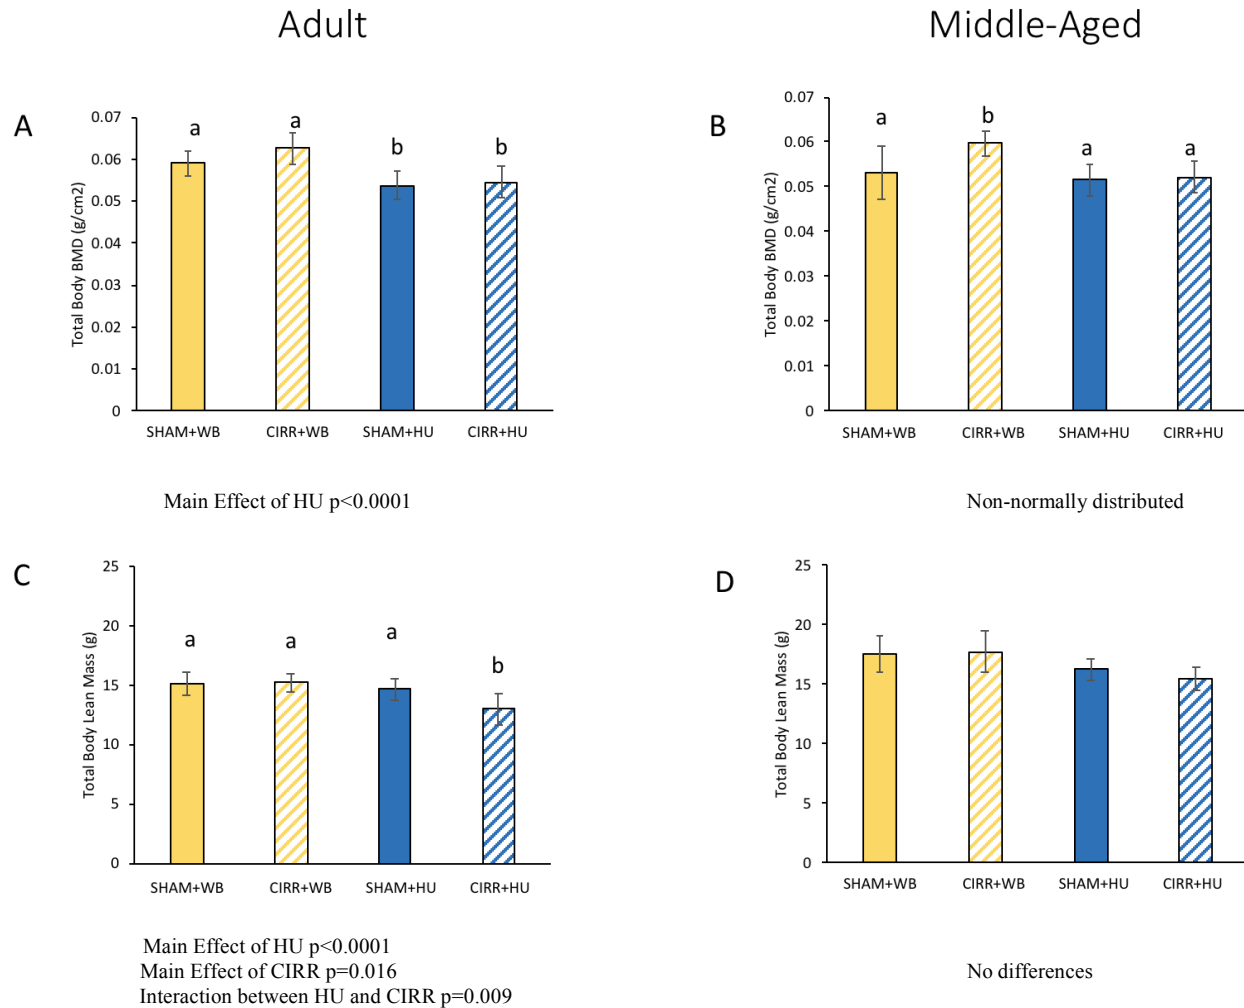 Adult
Middle-Aged
A
Total Body BMD (g/cm2)
0.07
0.06
0.05
0.04
0.03
0.02
0.01
0
a
a
b
b
SHAM+WB CIRR+WB SHAM+HU CIRR+HU
Main Effect of HU p<0.0001
B
Total Body BMD (g/cm2)
0.07
0.06
0.05
0.04
0.03
0.02
0.01
0
a
b
a
a
SHAM+WB CIRR+WB SHAM+HU CIRR+HU
Non-normally distributed
C
Total Body Lean Mass (g)
25
20
15
10
5
0
a
a
a
b
SHAM+WB CIRR+WB SHAM+HU CIRR+HU
Main Effect of HU p<0.0001
Main Effect of CIRR p=0.016
Interaction between HU and CIRR p=0.009
D
Total Body Lean Mass (g)
25
20
15
10
5
0
SHAM+WB CIRR+WB SHAM+HU CIRR+HU
No differences